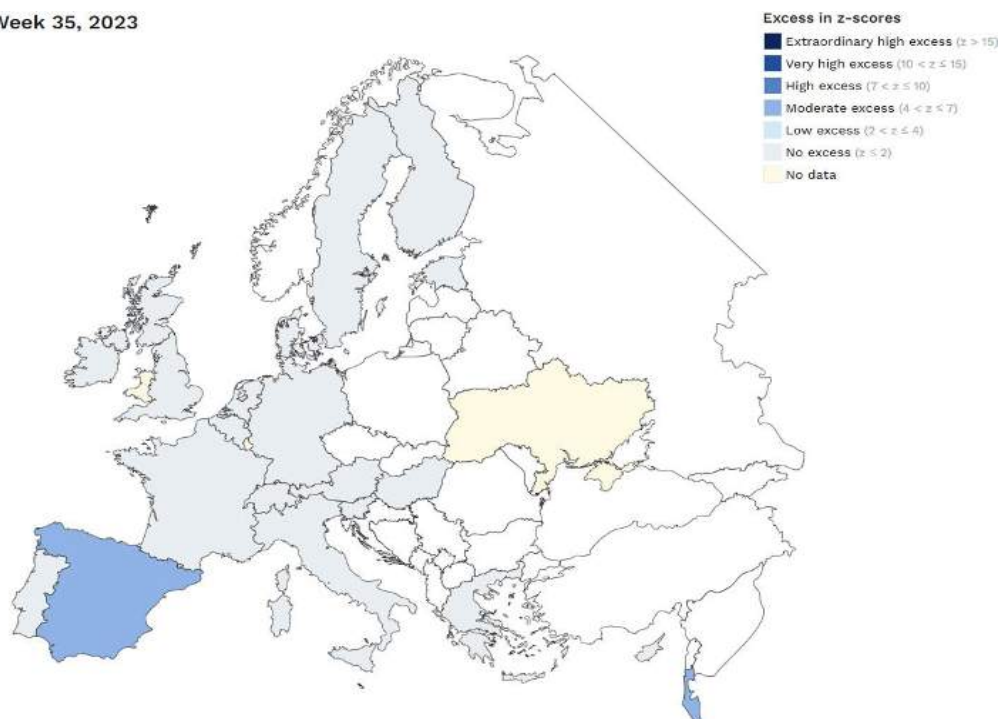 Week 35, 2023
Excess in z-scores
Extraordinary high excess (z > 15)
Very high excess (10 < z ≤ 15)
High excess (7 < z ≤ 10)
Moderate excess (4 < z ≤ 7)
Low excess (2 < z ≤ 4)
No excess (z ≤ 2)
No data